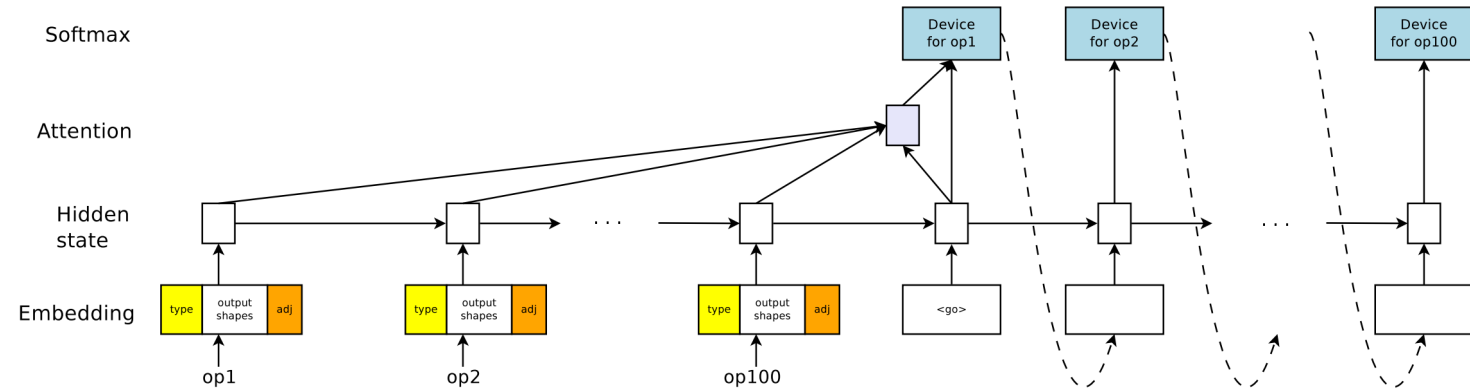 Softmax
Device
for op1
Device
for op2
Device
for op100
Attention
Hidden
state
. . .
. . .
Embedding
type
output
shapes
adj
type
output
shapes
adj
type
output
shapes
adj
<go>
op1
op2
op100